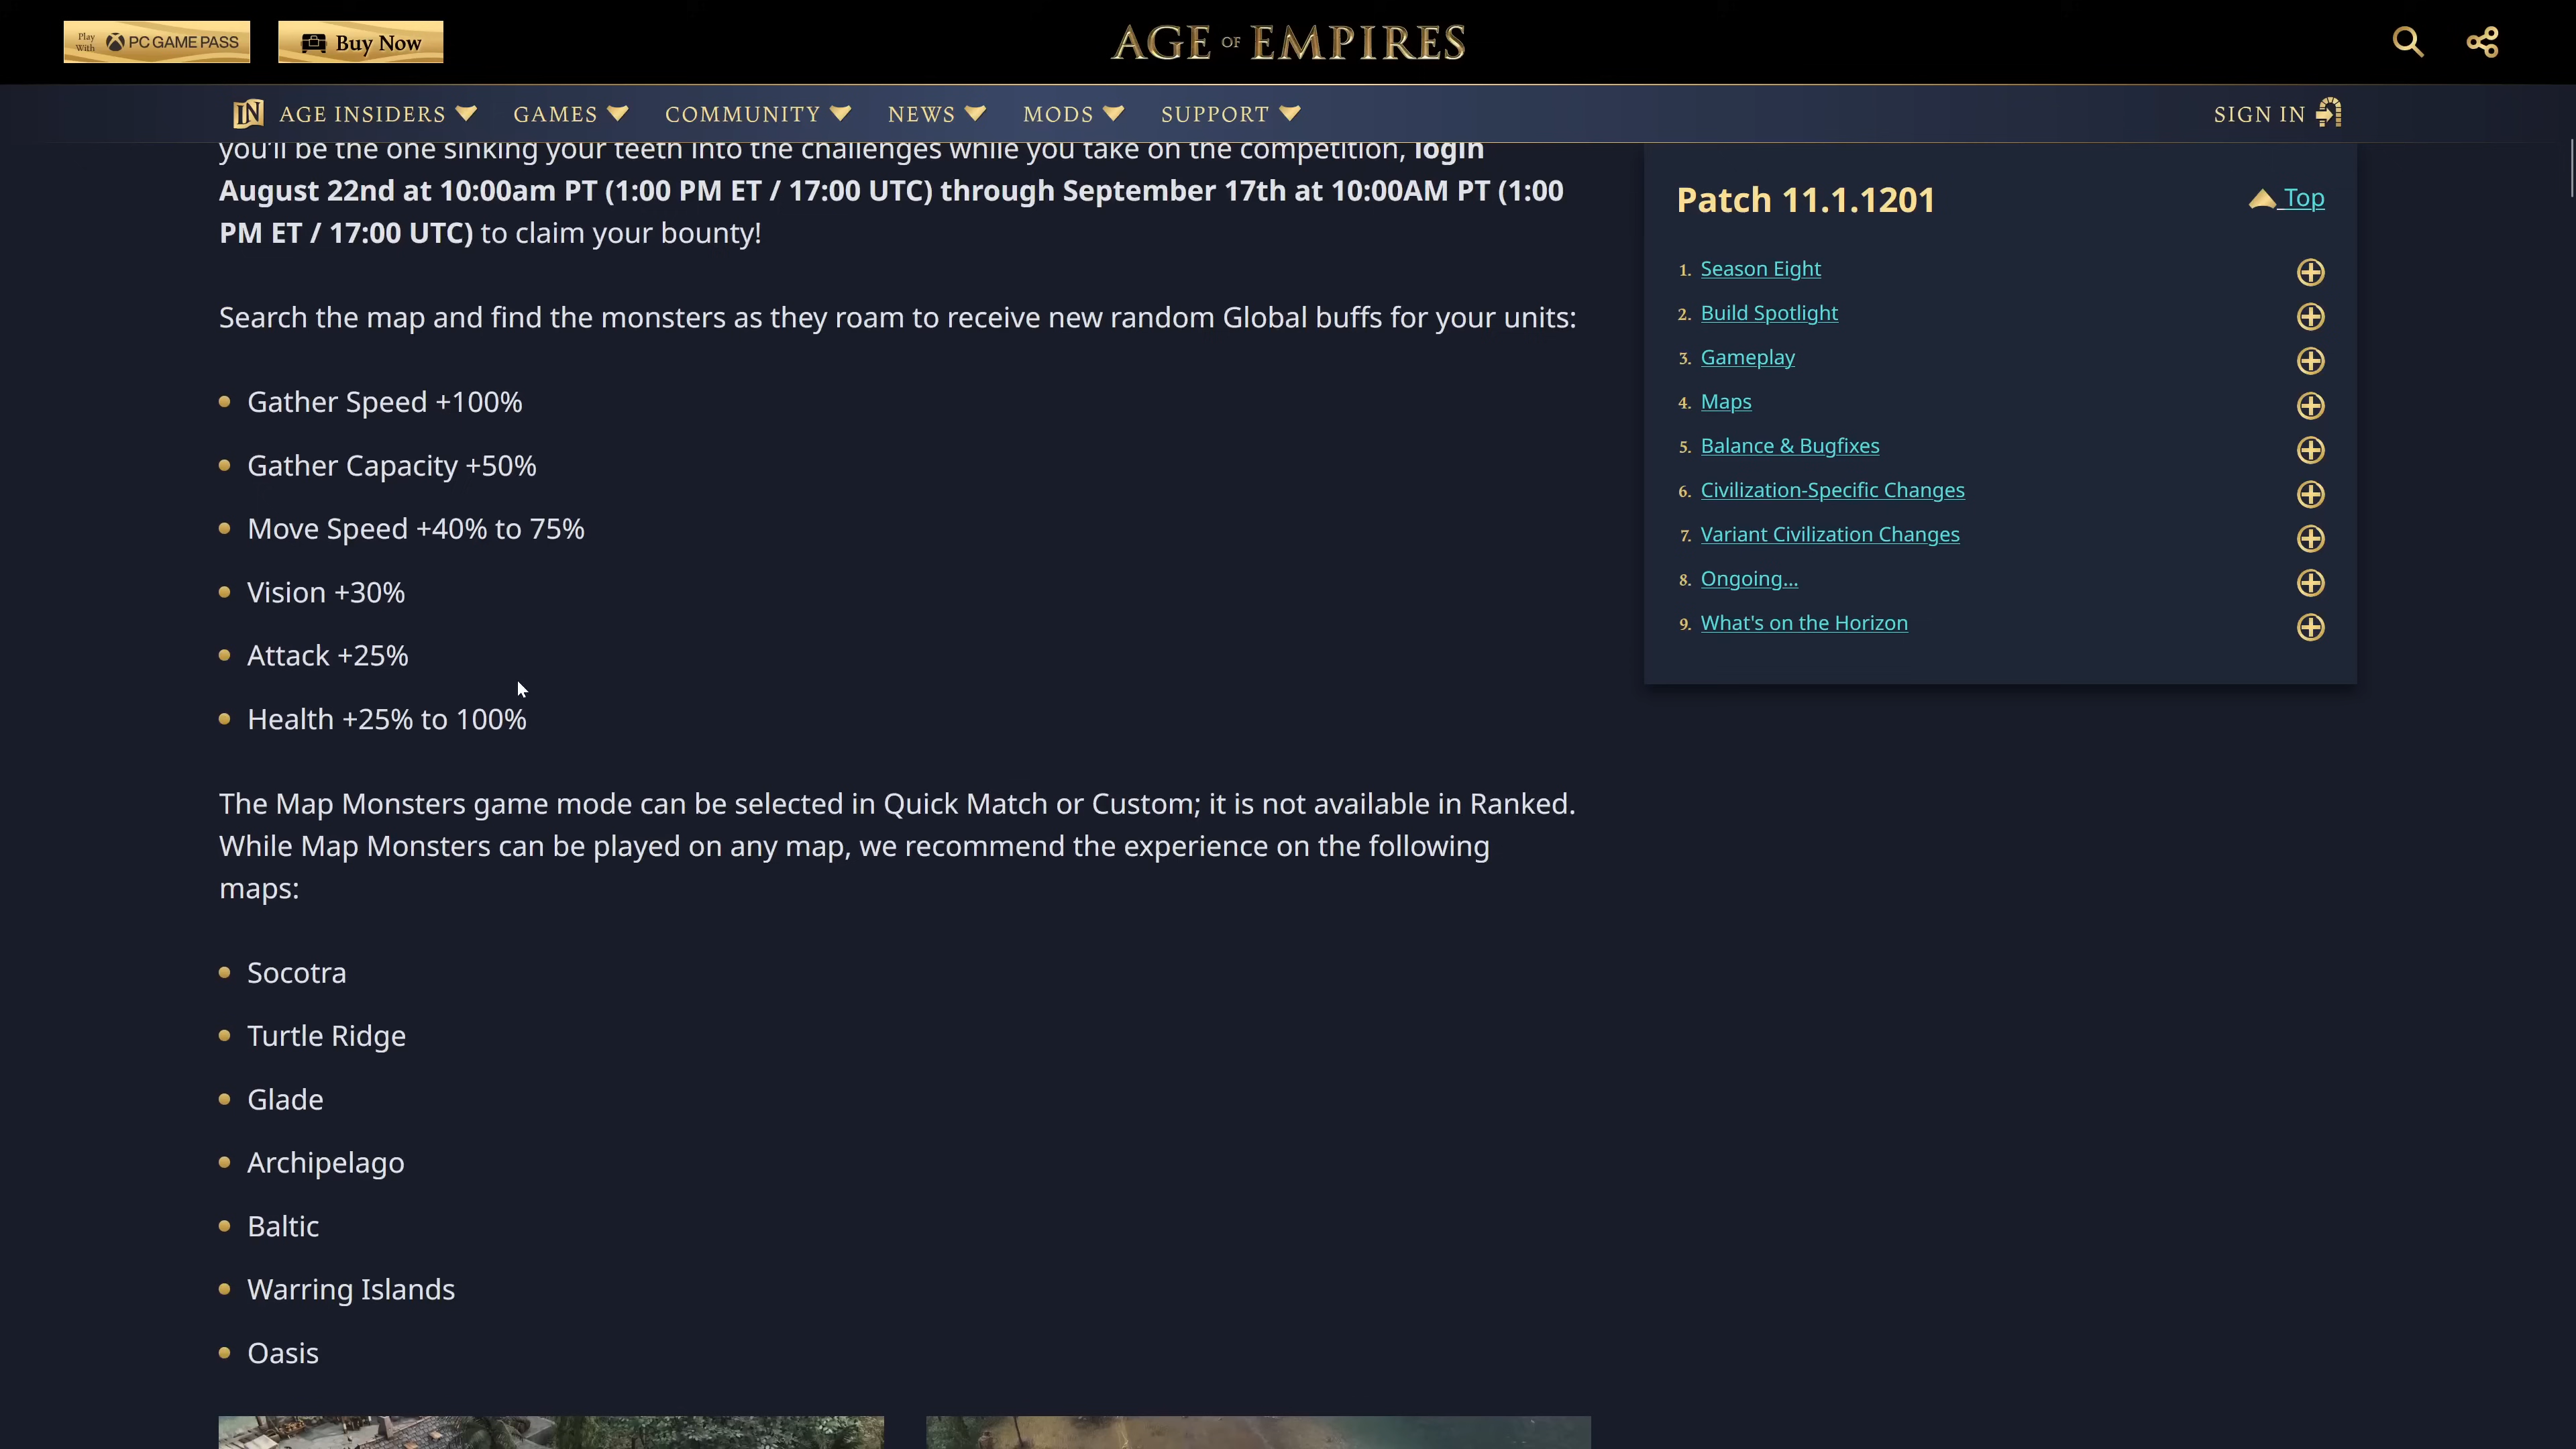 Play
With
PC GAME PASS
Buy Now
AGE OF EMPIRES
IN
AGE INSIDERS
GAMES
COMMUNITY
NEWS
MODS
SUPPORT
SIGN IN
you'll be the one sinking your teeth into the challenges while you take on the competition, login
August 22nd at 10:00am PT (1:00 PM ET / 17:00 UTC) through September 17th at 10:00AM PT (1:00
PM ET / 17:00 UTC) to claim your bounty!
Search the map and find the monsters as they roam to receive new random Global buffs for your units:
Gather Speed +100%
Gather Capacity +50%
Move Speed +40% to 75%
Vision +30%
Attack +25%
Health +25% to 100%
The Map Monsters game mode can be selected in Quick Match or Custom; it is not available in Ranked.
While Map Monsters can be played on any map, we recommend the experience on the following
maps:
Socotra
Turtle Ridge
Glade
Archipelago
Baltic
Warring Islands
Oasis
Patch 11.1.1201
Top
1. Season Eight
2. Build Spotlight
3. Gameplay
4. Maps
5. Balance & Bugfixes
6. Civilization-Specific Changes
7. Variant Civilization Changes
8. Ongoing...
9. What's on the Horizon